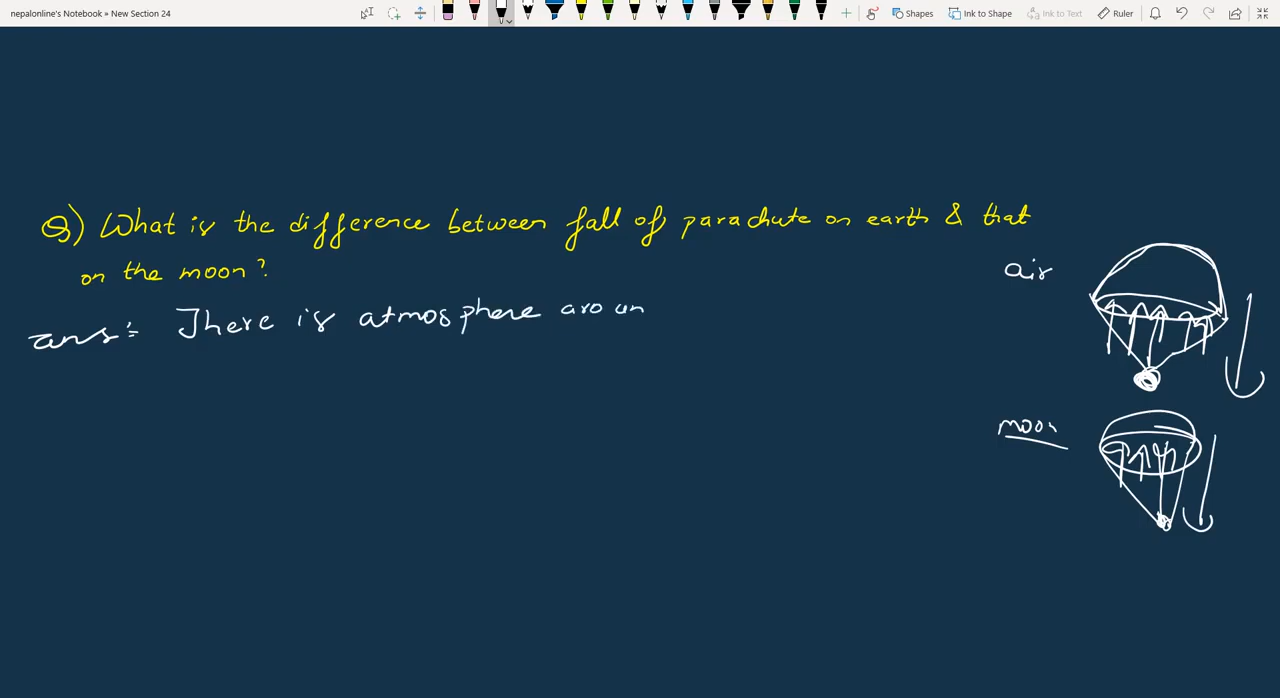 nepalonline's Notebook » New Section 24
Shapes
Ink to Shape
Ink to Text
Ruler
Q) What is the difference between fall of parachute on earth & that
on the moon?
air
ans:- There is atmosphere aroun
moon